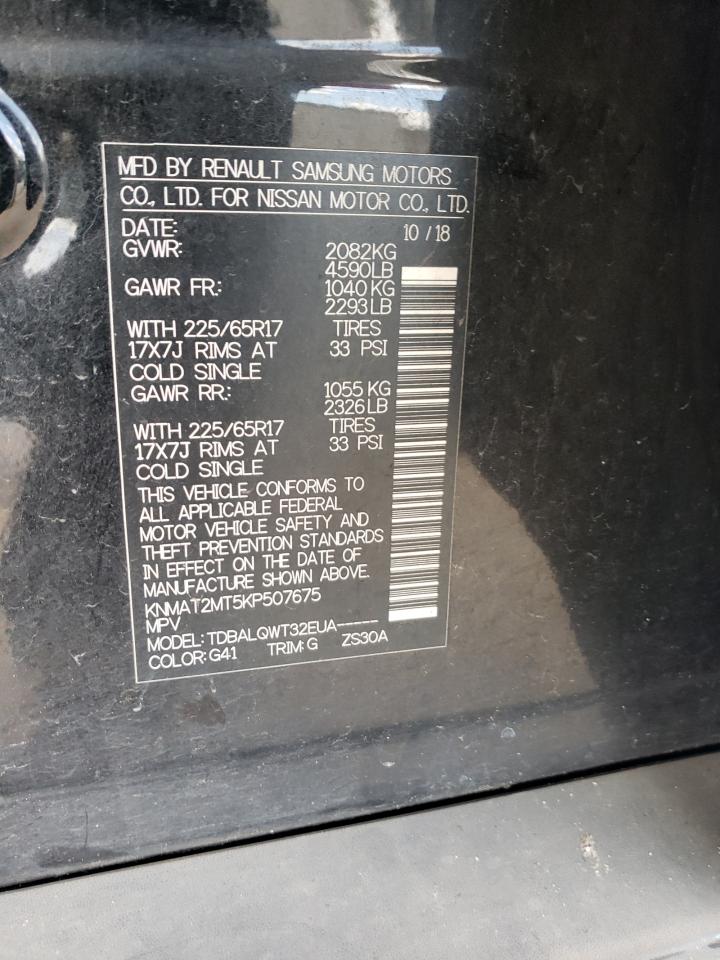 MFD BY RENAULT SAMSUNG MOTORS
CO., LTD. FOR NISSAN MOTOR CO., LTD.
DATE: 10 / 18
GVWR: 2082KG
4590LB
GAWR FR.: 1040 KG
2293 LB
WITH 225/65R17 TIRES
17X7J RIMS AT 33 PSI
COLD SINGLE
GAWR RR.: 1055 KG
2326 LB
WITH 225/65R17 TIRES
17X7J RIMS AT 33 PSI
COLD SINGLE
THIS VEHICLE CONFORMS TO
ALL APPLICABLE FEDERAL
MOTOR VEHICLE SAFETY AND
THEFT PREVENTION STANDARDS
IN EFFECT ON THE DATE OF
MANUFACTURE SHOWN ABOVE.
KNMAT2MT5KP507675
MPV
MODEL: TDBALQWT32EUA-----
COLOR: G41 TRIM: G ZS30A